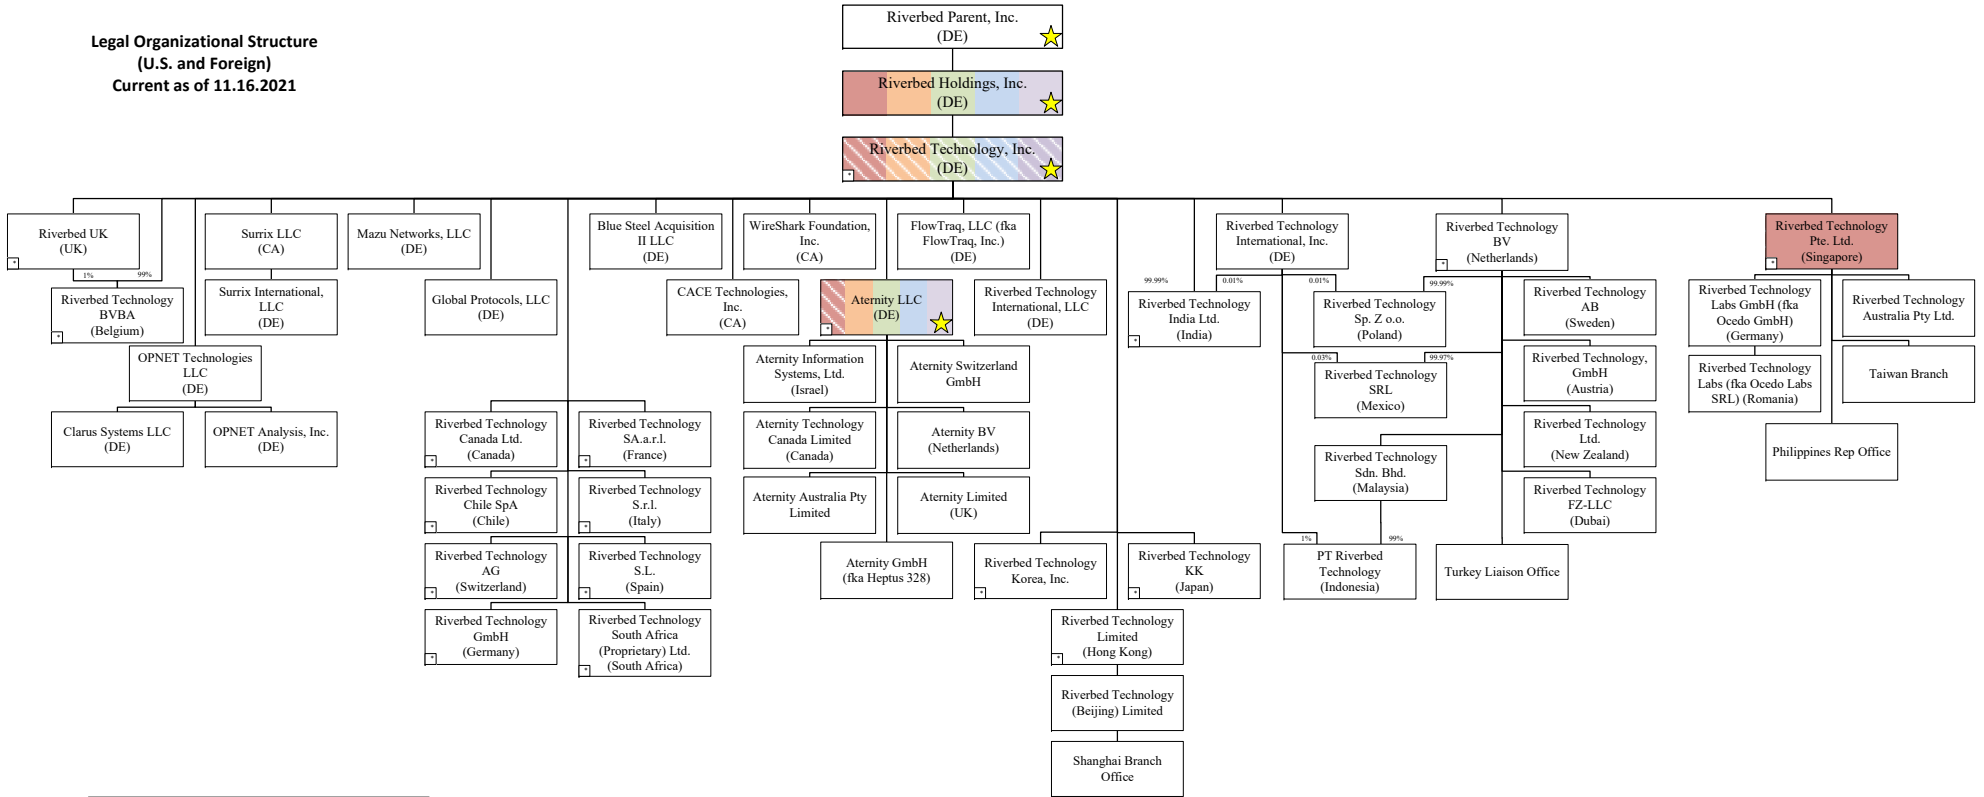 Legal Organizational Structure
(U.S. and Foreign)
Current as of 11.16.2021
Riverbed Parent, Inc.
(DE)
Riverbed Holdings, Inc.
(DE)
Riverbed Technology, Inc.
(DE)
*
Riverbed UK
(UK)
*
1%
99%
Riverbed Technology
BVBA
(Belgium)
*
Surrix LLC
(CA)
Surrix International,
LLC
(DE)
OPNET Technologies
LLC
(DE)
Clarus Systems LLC
(DE)
OPNET Analysis, Inc.
(DE)
Mazu Networks, LLC
(DE)
Global Protocols, LLC
(DE)
Riverbed Technology
Canada Ltd.
(Canada)
*
Riverbed Technology
SA.a.r.l.
(France)
*
Riverbed Technology
Chile SpA
(Chile)
*
Riverbed Technology
S.r.l.
(Italy)
*
Riverbed Technology
AG
(Switzerland)
*
Riverbed Technology
S.L.
(Spain)
*
Riverbed Technology
GmbH
(Germany)
*
Riverbed Technology
South Africa
(Proprietary) Ltd.
(South Africa)
*
Blue Steel Acquisition
II LLC
(DE)
CACE Technologies,
Inc.
(CA)
WireShark Foundation,
Inc.
(CA)
Aternity LLC
(DE)
*
Aternity Information
Systems, Ltd.
(Israel)
Aternity Switzerland
GmbH
Aternity Technology
Canada Limited
(Canada)
Aternity BV
(Netherlands)
Aternity Australia Pty
Limited
Aternity Limited
(UK)
Aternity GmbH
(fka Heptus 328)
FlowTraq, LLC (fka
FlowTraq, Inc.)
(DE)
Riverbed Technology
International, LLC
(DE)
Riverbed Technology
Korea, Inc.
*
Riverbed Technology
KK
(Japan)
*
Riverbed Technology
Limited
(Hong Kong)
*
Riverbed Technology
(Beijing) Limited
Shanghai Branch
Office
99.99%
0.01%
Riverbed Technology
India Ltd.
(India)
*
Riverbed Technology
International, Inc.
(DE)
0.01%
99.99%
Riverbed Technology
Sp. Z o.o.
(Poland)
0.03%
99.97%
Riverbed Technology
SRL
(Mexico)
Riverbed Technology
Sdn. Bhd.
(Malaysia)
1%
99%
PT Riverbed
Technology
(Indonesia)
Riverbed Technology
BV
(Netherlands)
*
Riverbed Technology
AB
(Sweden)
Riverbed Technology,
GmbH
(Austria)
Riverbed Technology
Ltd.
(New Zealand)
Riverbed Technology
FZ-LLC
(Dubai)
Turkey Liaison Office
Riverbed Technology
Pte. Ltd.
(Singapore)
*
Riverbed Technology
Labs GmbH (fka
Ocedo GmbH)
(Germany)
Riverbed Technology
Labs (fka Ocedo Labs
SRL) (Romania)
Riverbed Technology
Australia Pty Ltd.
Taiwan Branch
Philippines Rep Office